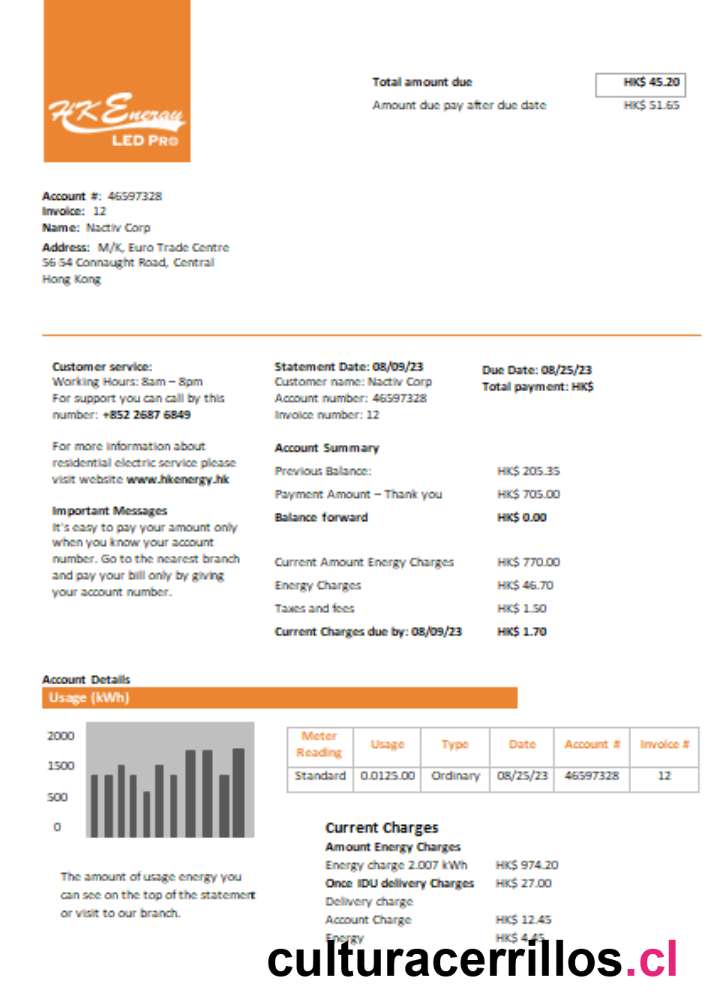 HK Energy
LED Pro
Total amount due HK$ 45.20
Amount due pay after due date HK$ 51.65
Account #: 46597328
Invoice: 12
Name: Nactiv Corp
Address: M/K, Euro Trade Centre
56 54 Connaught Road, Central
Hong Kong
Customer service:
Working Hours: 8am – 8pm
For support you can call by this
number: +852 2687 6849
For more information about
residential electric service please
visit website www.hkenergy.hk
Important Messages
It's easy to pay your amount only
when you know your account
number. Go to the nearest branch
and pay your bill only by giving
your account number.
Statement Date: 08/09/23
Customer name: Nactiv Corp
Account number: 46597328
Invoice number: 12
Due Date: 08/25/23
Total payment: HK$
Account Summary
Previous Balance: HK$ 205.35
Payment Amount – Thank you HK$ 705.00
Balance forward HK$ 0.00
Current Amount Energy Charges HK$ 770.00
Energy Charges HK$ 46.70
Taxes and fees HK$ 1.50
Current Charges due by: 08/09/23 HK$ 1.70
Account Details
Usage (kWh)
2000
1500
500
0
The amount of usage energy you
can see on the top of the statement
or visit to our branch.
Meter Reading Usage Type Date Account # Invoice #
Standard 0.0125.00 Ordinary 08/25/23 46597328 12
Current Charges
Amount Energy Charges
Energy charge 2.007 kWh HK$ 974.20
Once IDU delivery Charges HK$ 27.00
Delivery charge
Account Charge HK$ 12.45
Energy HK$ 4.45
culturacerrillos.cl